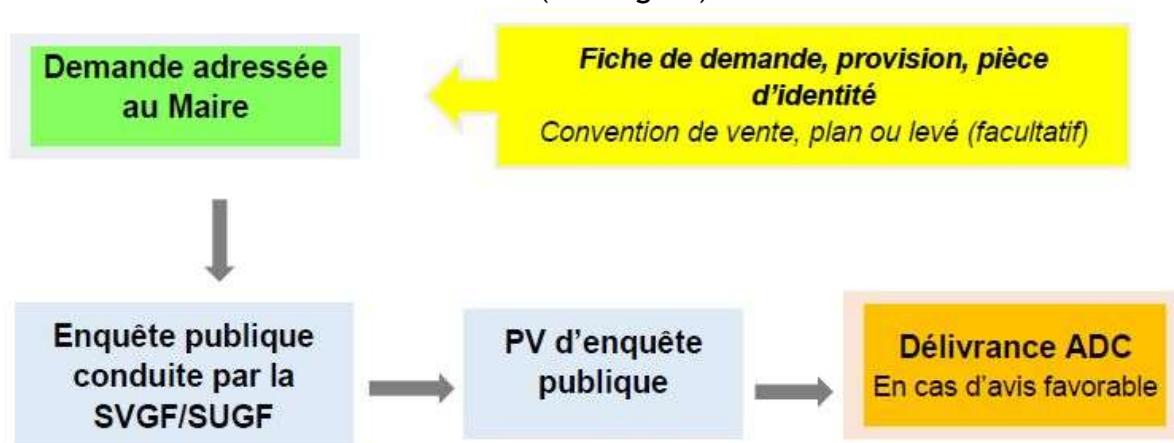 Demande adressée
au Maire
Fiche de demande, provision, pièce
d'identité
Convention de vente, plan ou levé (facultatif)
Enquête publique
conduite par la
SVGF/SUGF
PV d'enquête
publique
Délivrance ADC
En cas d'avis favorable